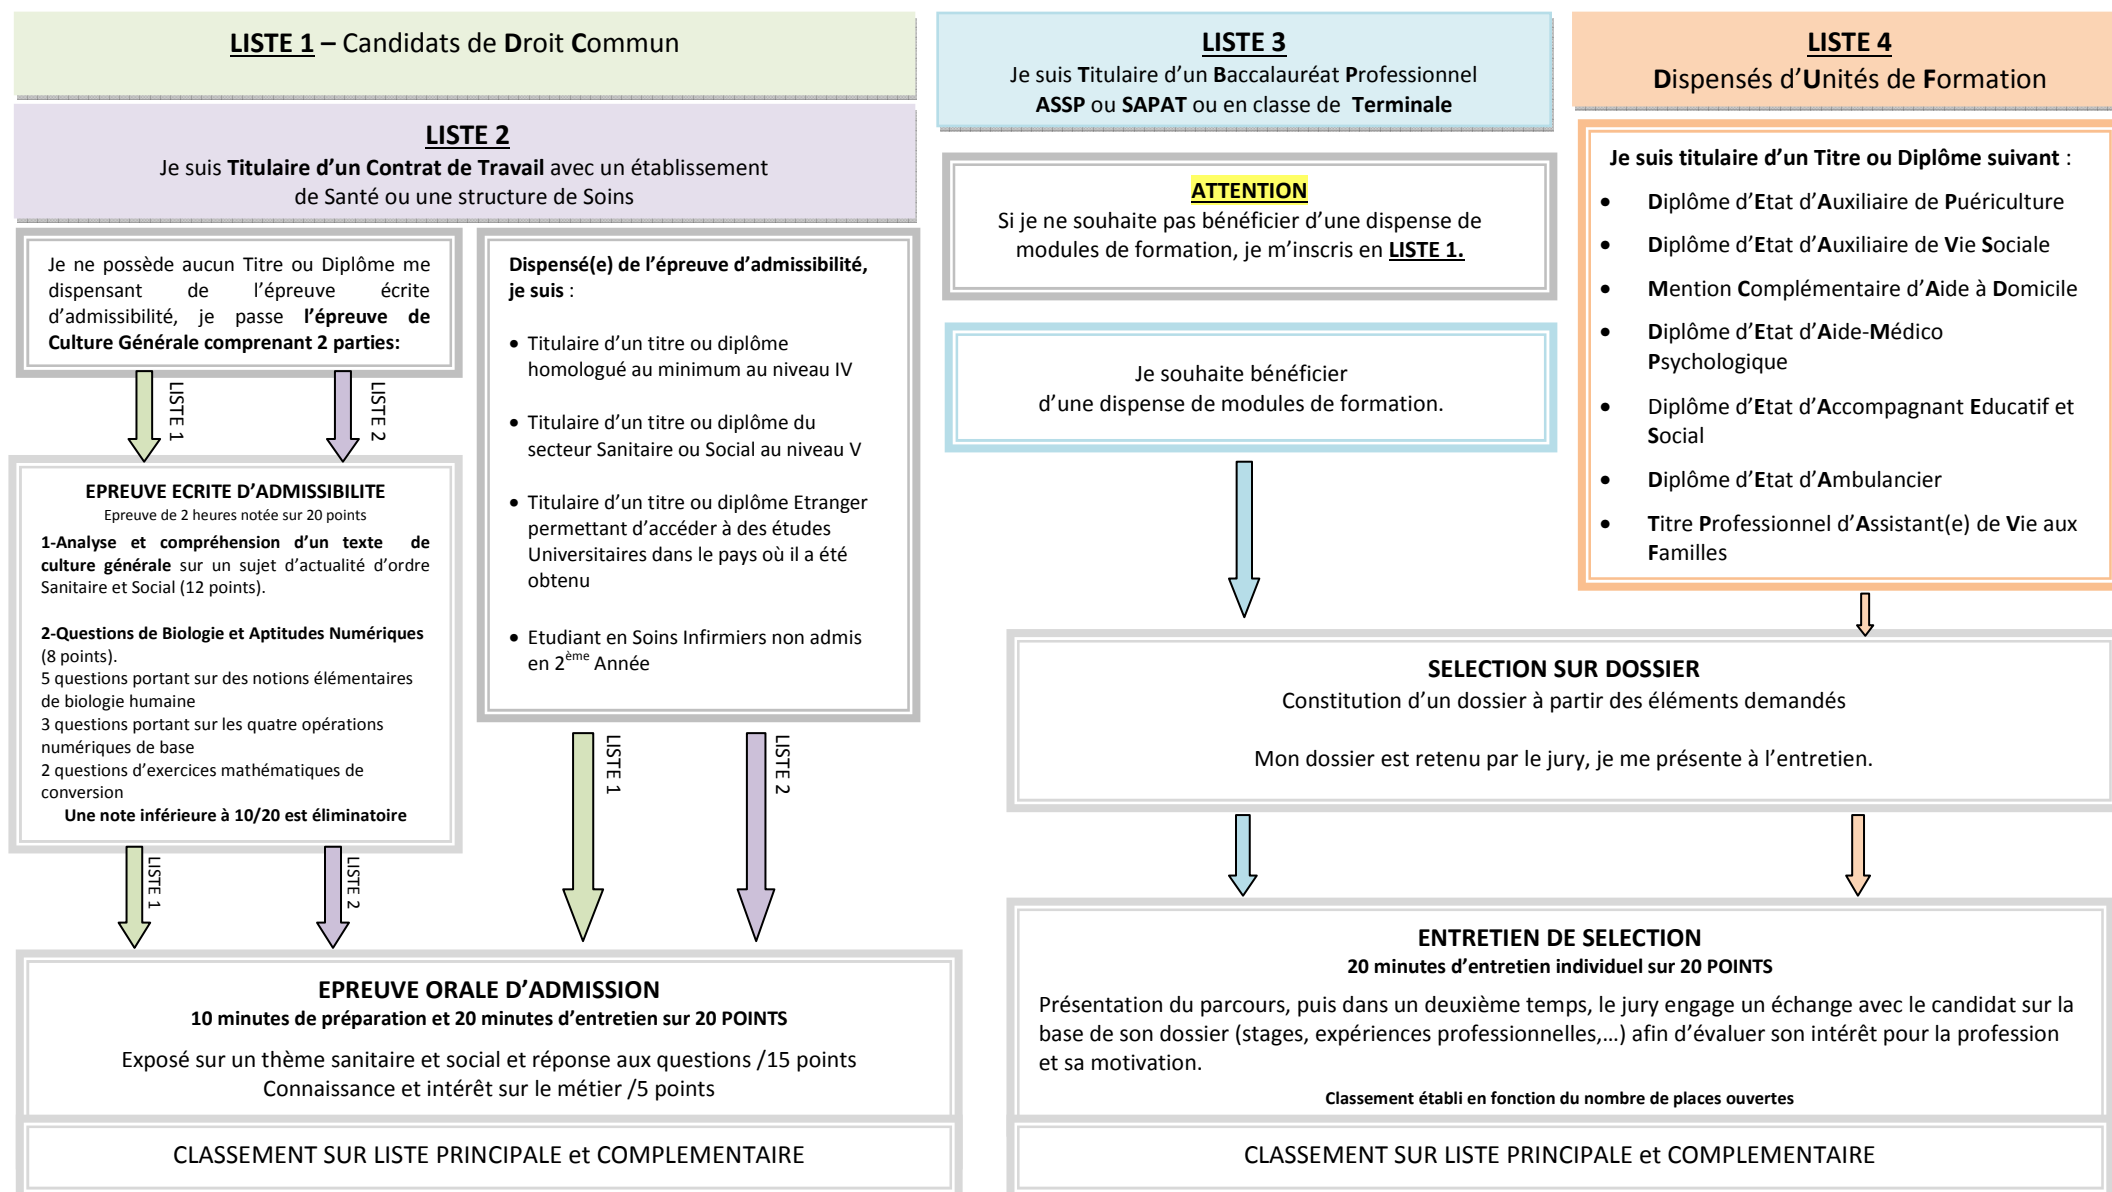 LISTE 1 – Candidats de Droit Commun
LISTE 2
Je suis Titulaire d'un Contrat de Travail avec un établissement
de Santé ou une structure de Soins
Je ne possède aucun Titre ou Diplôme me
dispensant de l'épreuve écrite
d'admissibilité, je passe l'épreuve de
Culture Générale comprenant 2 parties:
LISTE 1
LISTE 2
EPREUVE ECRITE D'ADMISSIBILITE
Epreuve de 2 heures notée sur 20 points
1-Analyse et compréhension d'un texte de
culture générale sur un sujet d'actualité d'ordre
Sanitaire et Social (12 points).
2-Questions de Biologie et Aptitudes Numériques
(8 points).
5 questions portant sur des notions élémentaires
de biologie humaine
3 questions portant sur les quatre opérations
numériques de base
2 questions d'exercices mathématiques de
conversion
Une note inférieure à 10/20 est éliminatoire
LISTE 1
LISTE 2
Dispensé(e) de l'épreuve d'admissibilité,
je suis :
• Titulaire d'un titre ou diplôme
homologué au minimum au niveau IV
• Titulaire d'un titre ou diplôme du
secteur Sanitaire ou Social au niveau V
• Titulaire d'un titre ou diplôme Etranger
permettant d'accéder à des études
Universitaires dans le pays où il a été
obtenu
• Etudiant en Soins Infirmiers non admis
en 2ème Année
LISTE 1
LISTE 2
EPREUVE ORALE D'ADMISSION
10 minutes de préparation et 20 minutes d'entretien sur 20 POINTS
Exposé sur un thème sanitaire et social et réponse aux questions /15 points
Connaissance et intérêt sur le métier /5 points
CLASSEMENT SUR LISTE PRINCIPALE et COMPLEMENTAIRE
LISTE 3
Je suis Titulaire d'un Baccalauréat Professionnel
ASSP ou SAPAT ou en classe de Terminale
ATTENTION
Si je ne souhaite pas bénéficier d'une dispense de
modules de formation, je m'inscris en LISTE 1.
Je souhaite bénéficier
d'une dispense de modules de formation.
LISTE 4
Dispensés d'Unités de Formation
Je suis titulaire d'un Titre ou Diplôme suivant :
• Diplôme d'Etat d'Auxiliaire de Puériculture
• Diplôme d'Etat d'Auxiliaire de Vie Sociale
• Mention Complémentaire d'Aide à Domicile
• Diplôme d'Etat d'Aide-Médico
Psychologique
• Diplôme d'Etat d'Accompagnant Educatif et
Social
• Diplôme d'Etat d'Ambulancier
• Titre Professionnel d'Assistant(e) de Vie aux
Familles
SELECTION SUR DOSSIER
Constitution d'un dossier à partir des éléments demandés
Mon dossier est retenu par le jury, je me présente à l'entretien.
ENTRETIEN DE SELECTION
20 minutes d'entretien individuel sur 20 POINTS
Présentation du parcours, puis dans un deuxième temps, le jury engage un échange avec le candidat sur la
base de son dossier (stages, expériences professionnelles,…) afin d'évaluer son intérêt pour la profession
et sa motivation.
Classement établi en fonction du nombre de places ouvertes
CLASSEMENT SUR LISTE PRINCIPALE et COMPLEMENTAIRE